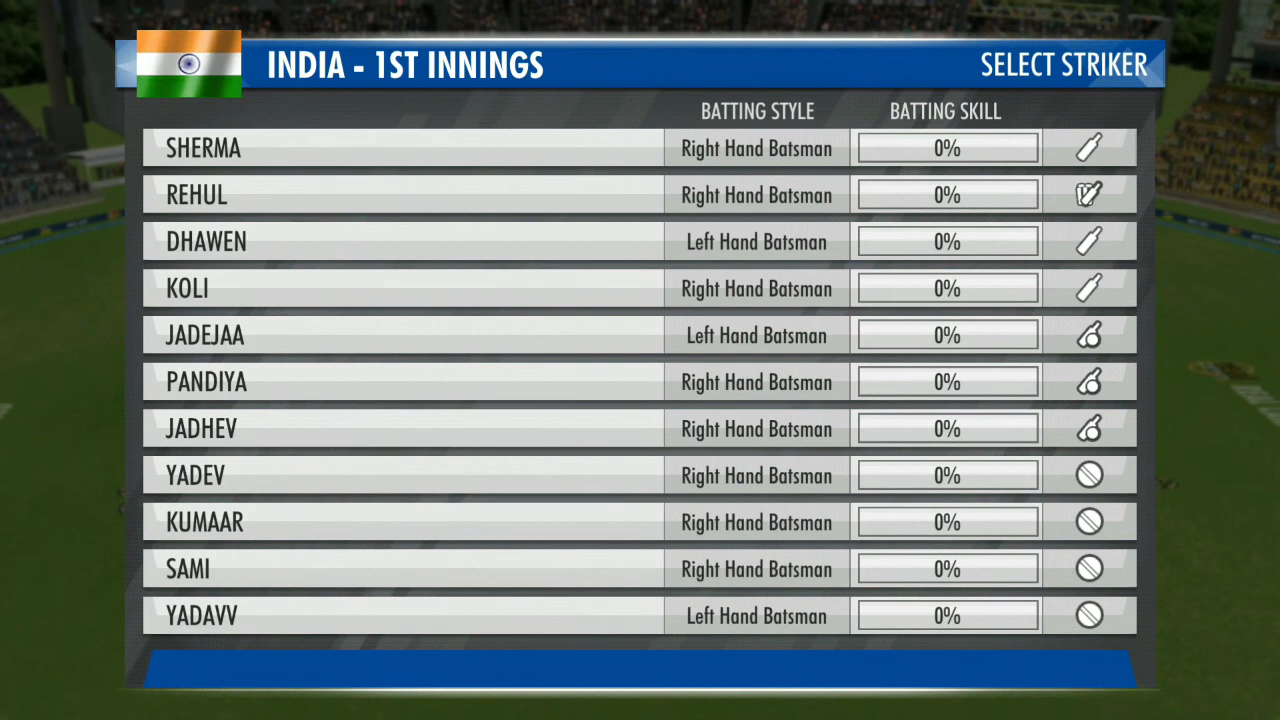 INDIA - 1ST INNINGS SELECT STRIKER
BATTING STYLE BATTING SKILL
SHERMA Right Hand Batsman 0%
REHUL Right Hand Batsman 0%
DHAWEN Left Hand Batsman 0%
KOLI Right Hand Batsman 0%
JADEJAA Left Hand Batsman 0%
PANDIYA Right Hand Batsman 0%
JADHEV Right Hand Batsman 0%
YADEV Right Hand Batsman 0%
KUMAAR Right Hand Batsman 0%
SAMI Right Hand Batsman 0%
YADAVV Left Hand Batsman 0%